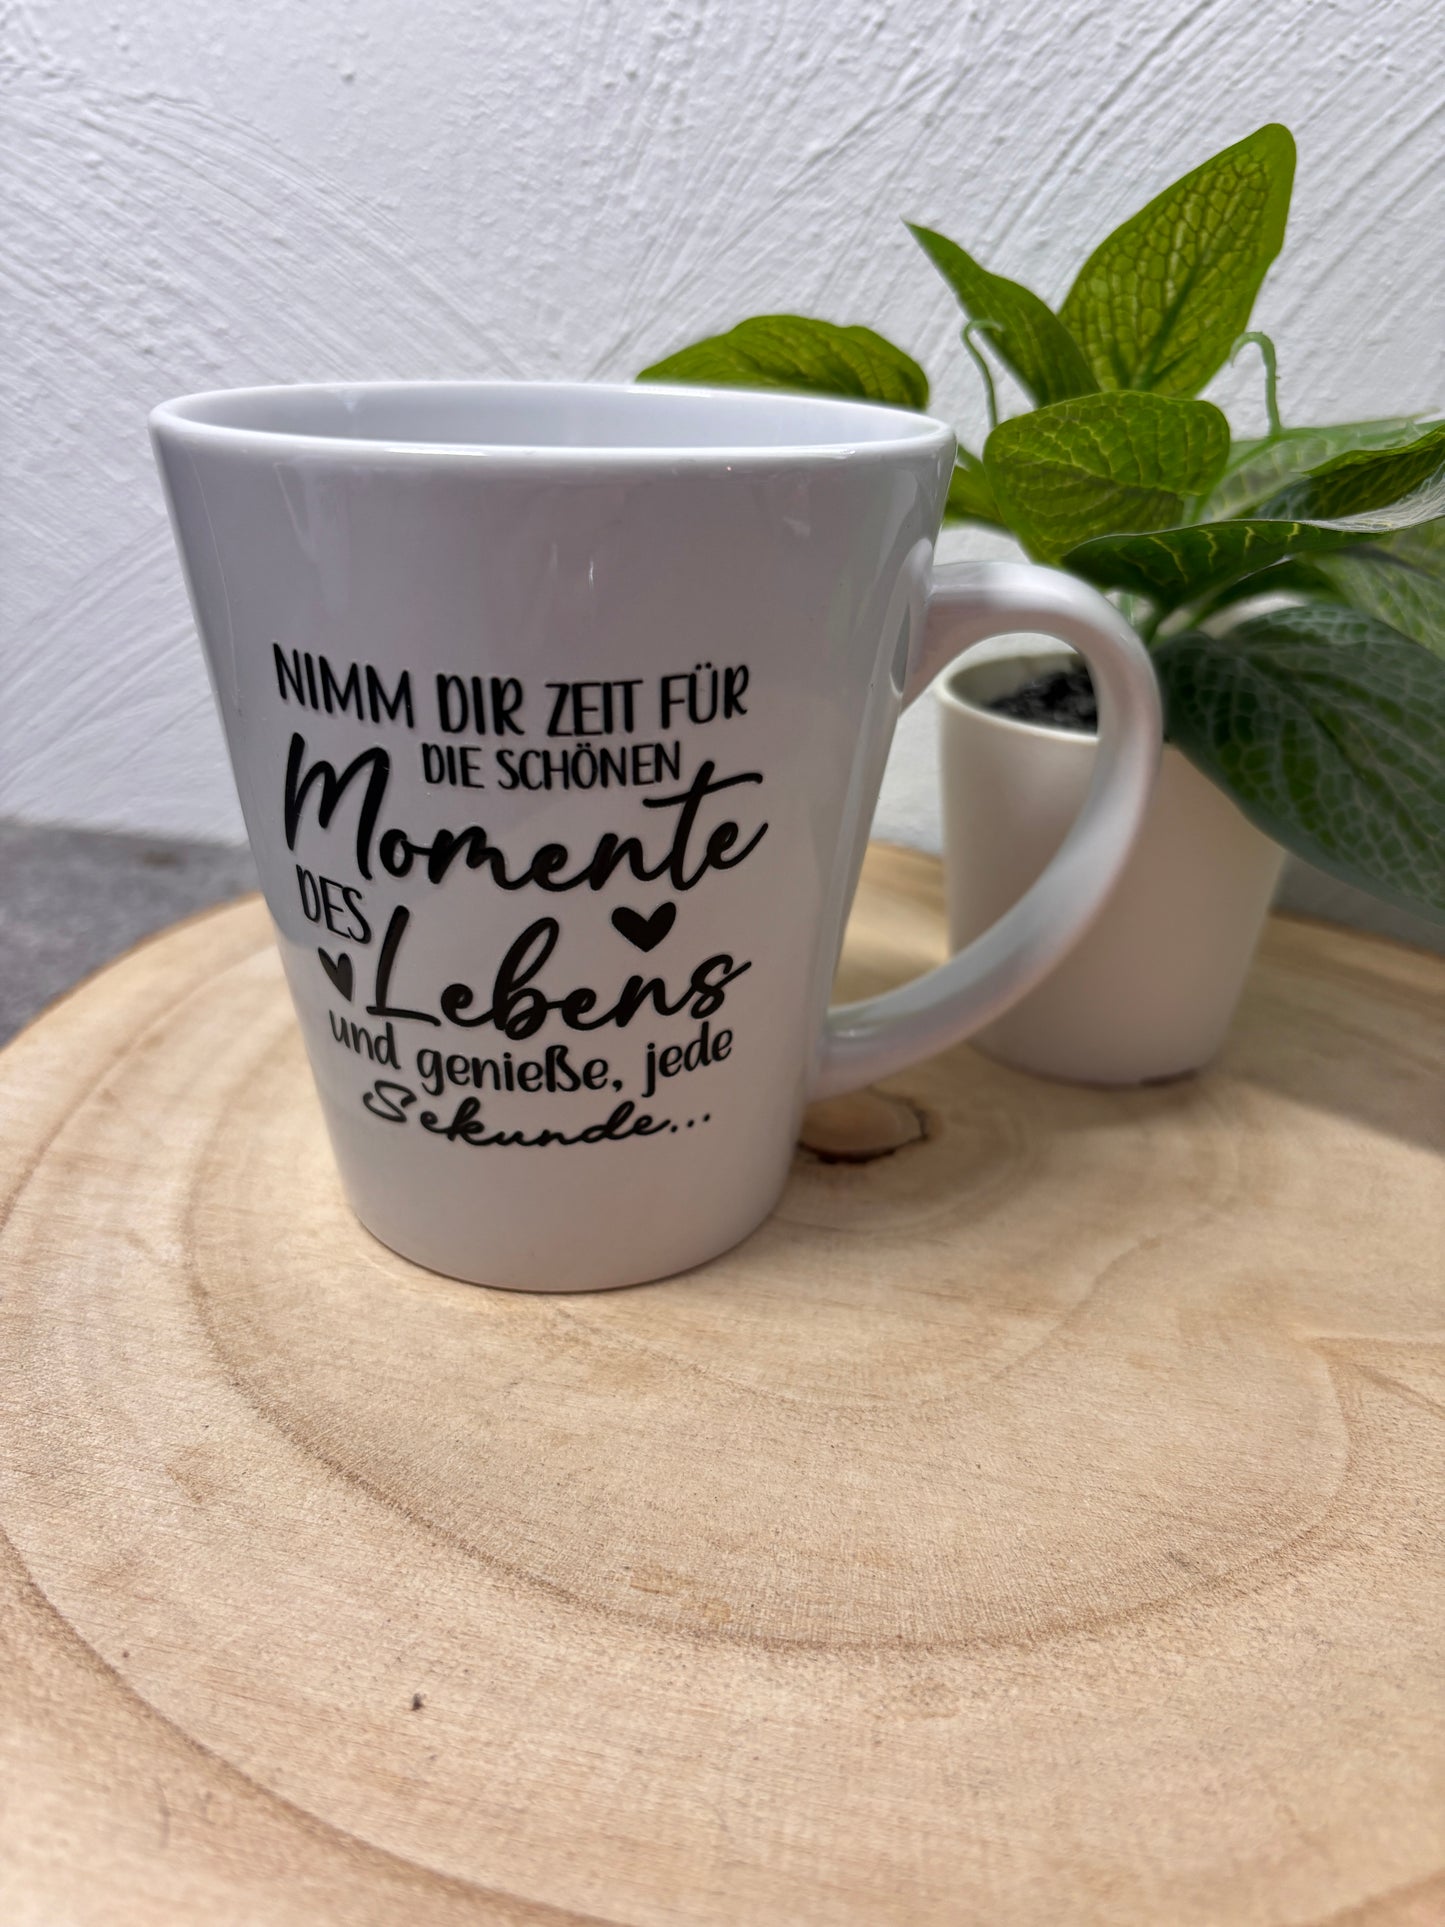 NIMM DIR ZEIT FÜR
DIE SCHÖNEN
Momente
DES
Lebens
und genieße, jede
Sekunde...